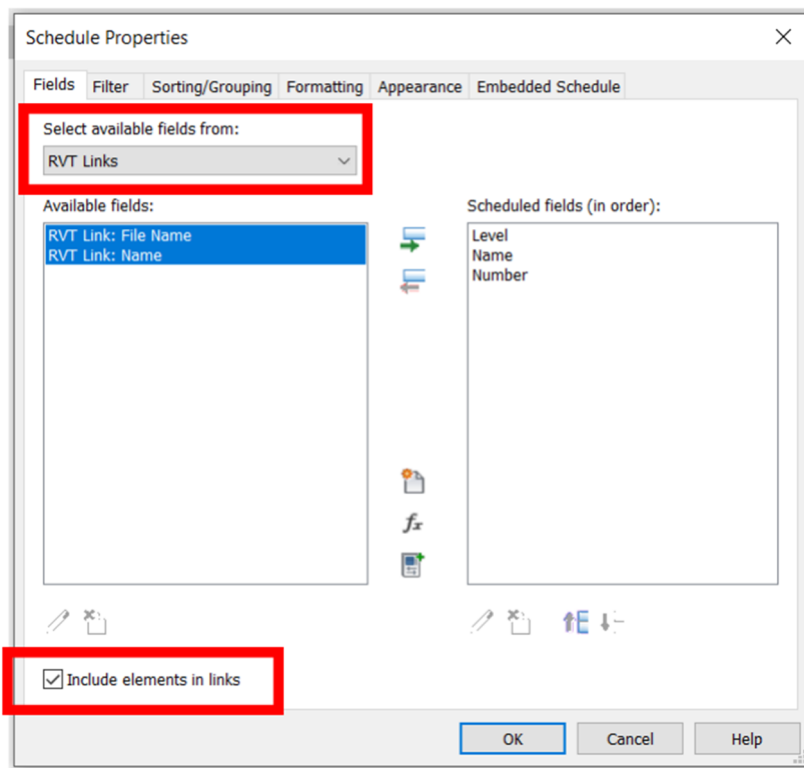 Schedule Properties
Fields Filter Sorting/Grouping Formatting Appearance Embedded Schedule
Select available fields from:
RVT Links
Available fields:
RVT Link: File Name
RVT Link: Name
Scheduled fields (in order):
Level
Name
Number
fx
Include elements in links
OK Cancel Help